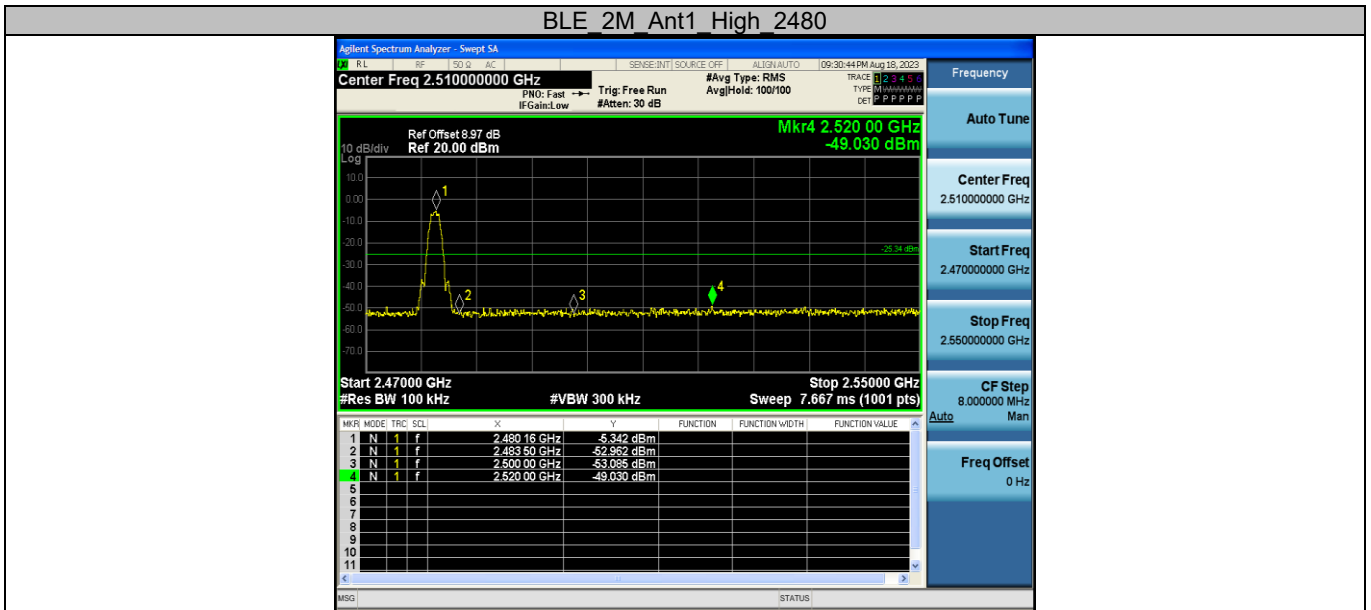 BLE_2M_Ant1_High_2480
Agilent Spectrum Analyzer - Swept SA
RL RF 50 Ω AC SENSE:INT SOURCE OFF ALIGN AUTO 09:30:44 PM Aug 18, 2023
Center Freq 2.510000000 GHz
PNO: Fast
IFGain:Low
Trig: Free Run
#Atten: 30 dB
#Avg Type: RMS
Avg|Hold: 100/100
TRACE 1 2 3 4 5 6
TYPE M WWWWW
DET P P P P P P
Ref Offset 8.97 dB
10 dB/div Ref 20.00 dBm
Log
Mkr4 2.520 00 GHz
-49.030 dBm
10.0
0.00
-10.0
-20.0
-30.0
-40.0
-50.0
-60.0
-70.0
1
2
3
4
-25.34 dBm
Start 2.47000 GHz Stop 2.55000 GHz
#Res BW 100 kHz #VBW 300 kHz Sweep 7.667 ms (1001 pts)
MKR MODE TRC SCL X Y FUNCTION FUNCTION WIDTH FUNCTION VALUE
1 N 1 f 2.480 16 GHz -5.342 dBm
2 N 1 f 2.483 50 GHz -52.962 dBm
3 N 1 f 2.500 00 GHz -53.085 dBm
4 N 1 f 2.520 00 GHz -49.030 dBm
5
6
7
8
9
10
11
MSG STATUS
Frequency
Auto Tune
Center Freq
2.510000000 GHz
Start Freq
2.470000000 GHz
Stop Freq
2.550000000 GHz
CF Step
8.000000 MHz
Auto Man
Freq Offset
0 Hz